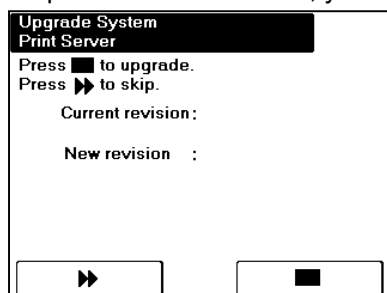 Upgrade System
Print Server
Press ■ to upgrade.
Press ▶▶ to skip.
Current revision:
New revision :